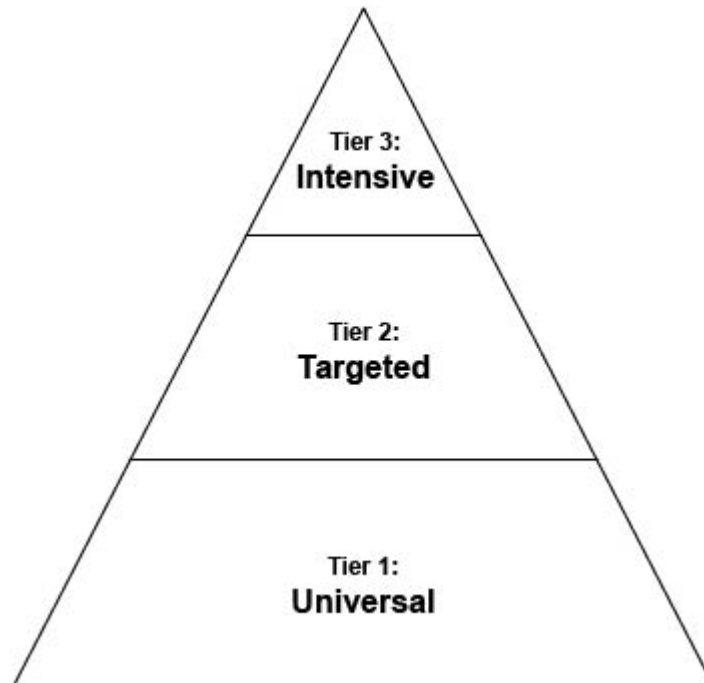 Tier 3:
Intensive
Tier 2:
Targeted
Tier 1:
Universal